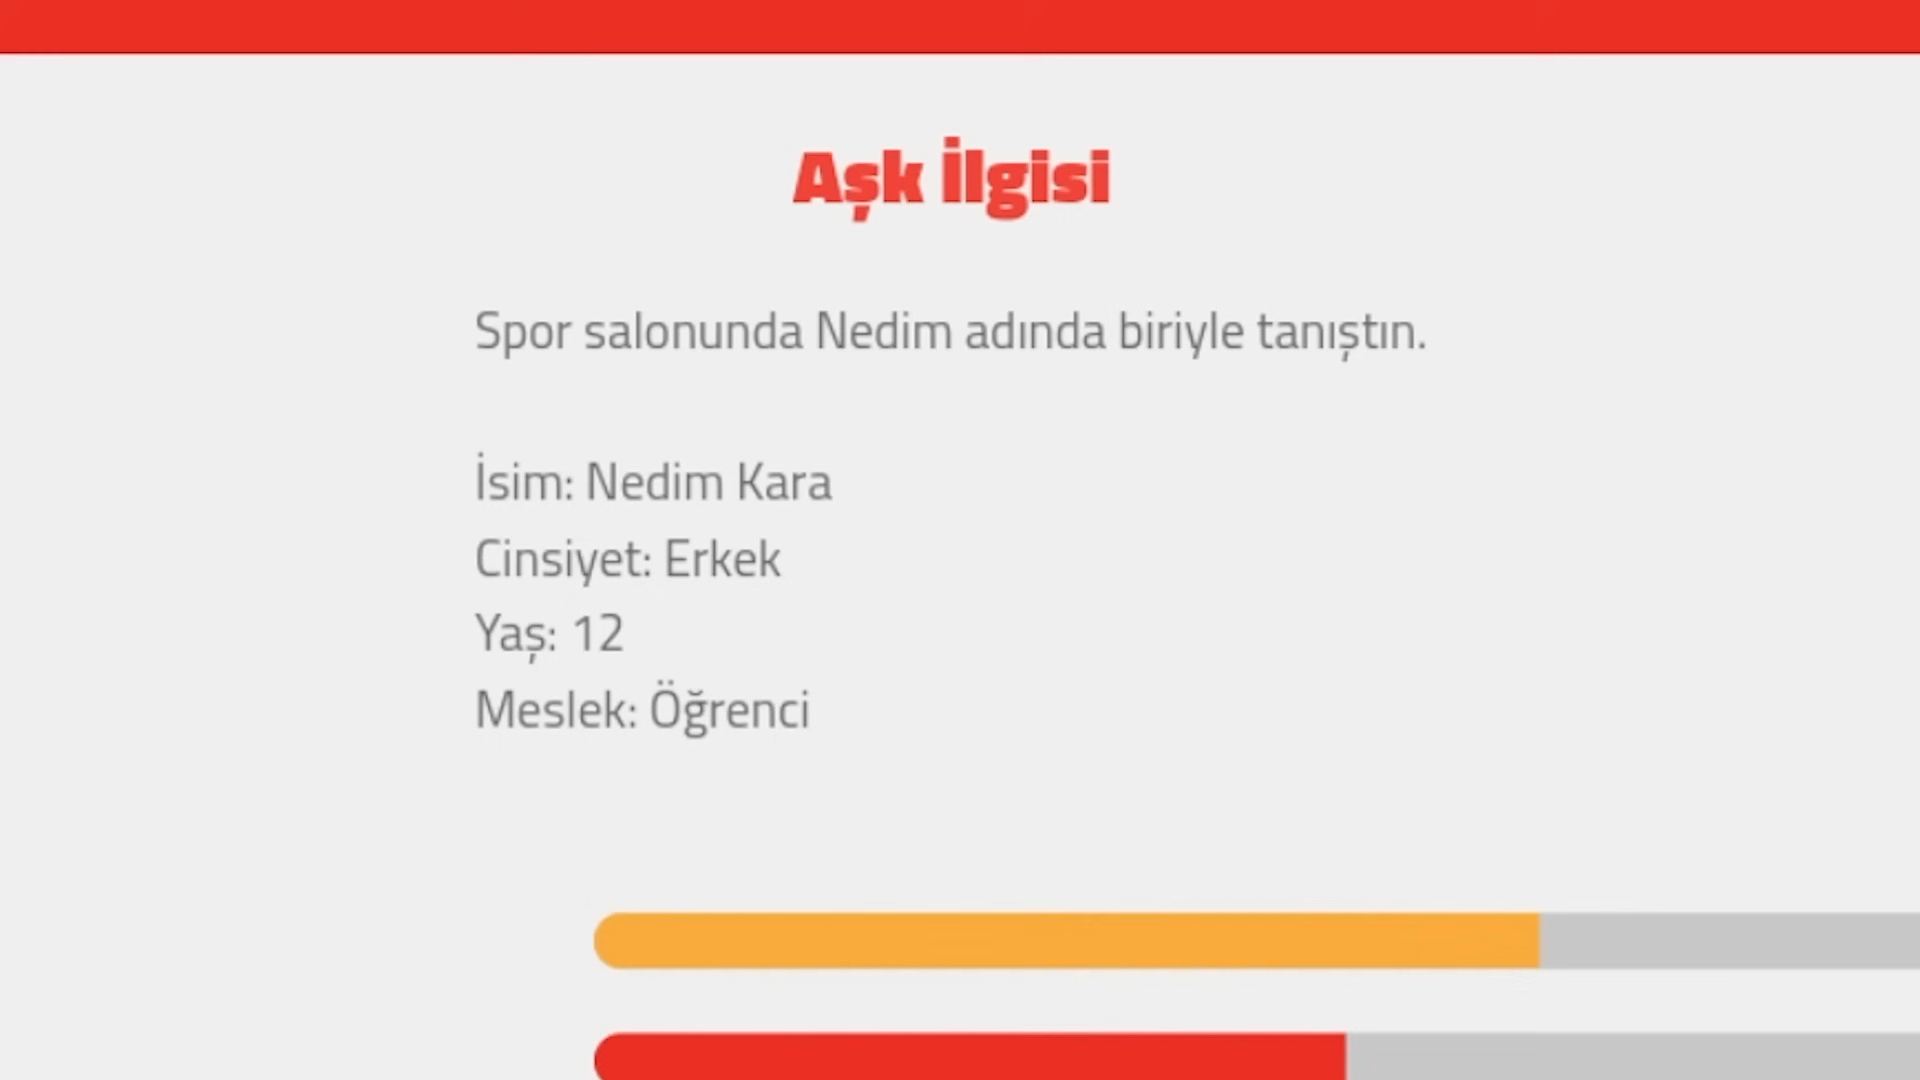 Aşk İlgisi
Spor salonunda Nedim adında biriyle tanıştın.
İsim: Nedim Kara
Cinsiyet: Erkek
Yaş: 12
Meslek: Öğrenci